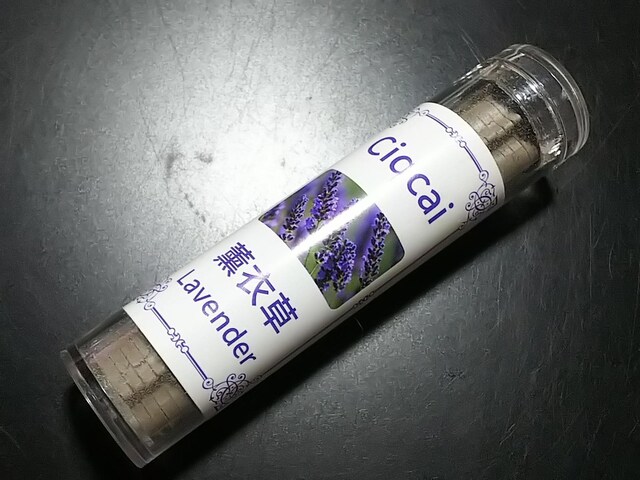 Ciocai
薰衣草
Lavender